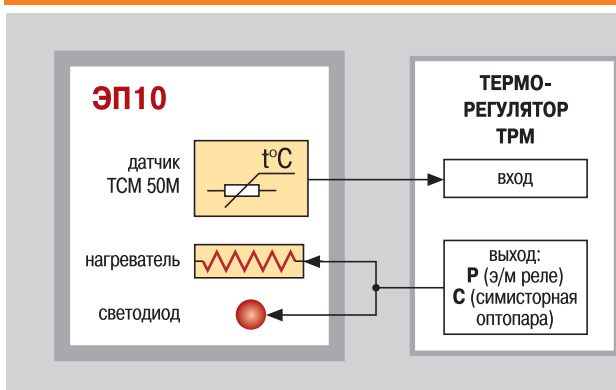 ЭП10
датчик
ТСМ 50М
t°C
нагреватель
светодиод
ТЕРМО-
РЕГУЛЯТОР
ТРМ
вход
выход:
Р (э/м реле)
С (симисторная
оптопара)